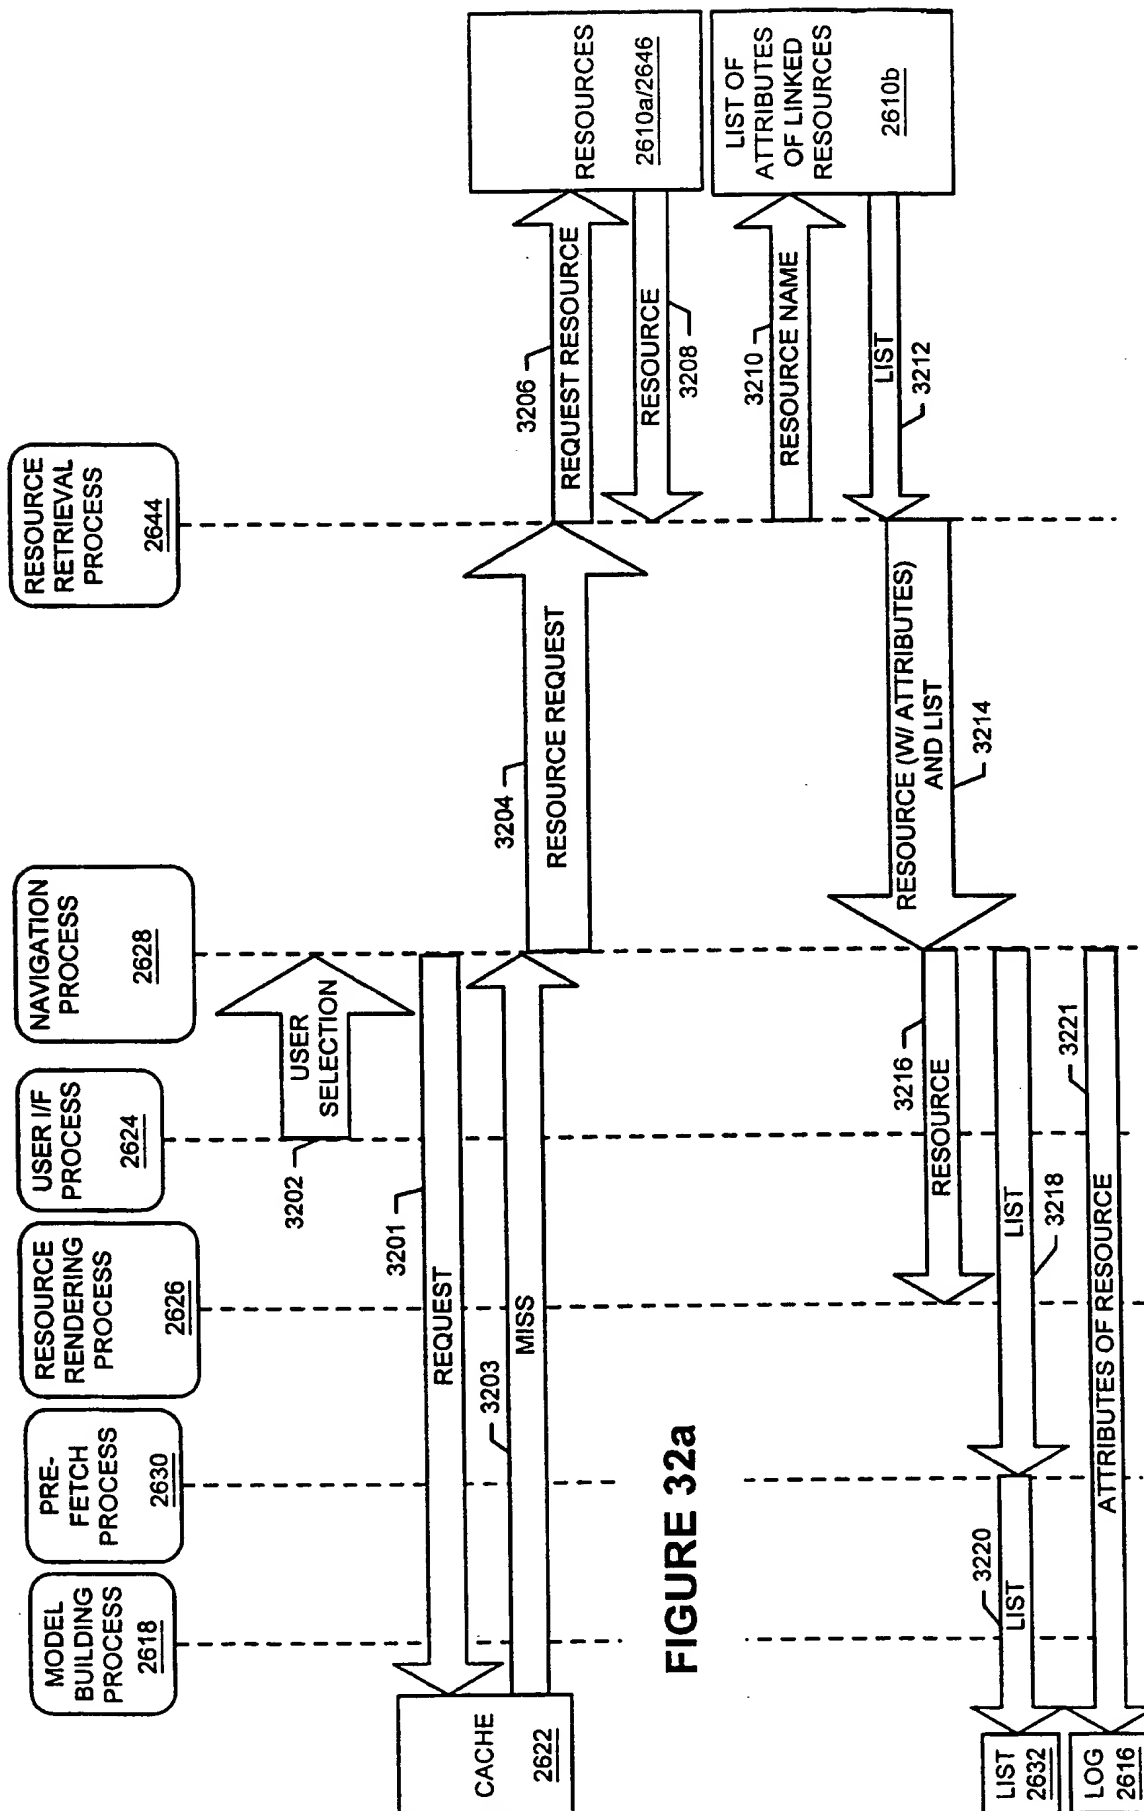 MODEL
BUILDING
PROCESS
2618
PRE-
FETCH
PROCESS
2630
RESOURCE
RENDERING
PROCESS
2626
USER I/F
PROCESS
2624
NAVIGATION
PROCESS
2628
RESOURCE
RETRIEVAL
PROCESS
2644
USER
SELECTION
3202
3201
REQUEST
3203
MISS
CACHE
2622
3204
RESOURCE REQUEST
3206
REQUEST RESOURCE
RESOURCE
3208
RESOURCES
2610a/2646
3210
RESOURCE NAME
LIST
3212
LIST OF
ATTRIBUTES
OF LINKED
RESOURCES
2610b
RESOURCE (W/ ATTRIBUTES)
AND LIST
3214
3216
RESOURCE
LIST
3218
3220
LIST
3221
ATTRIBUTES OF RESOURCE
LIST
2632
LOG
2616
FIGURE 32a